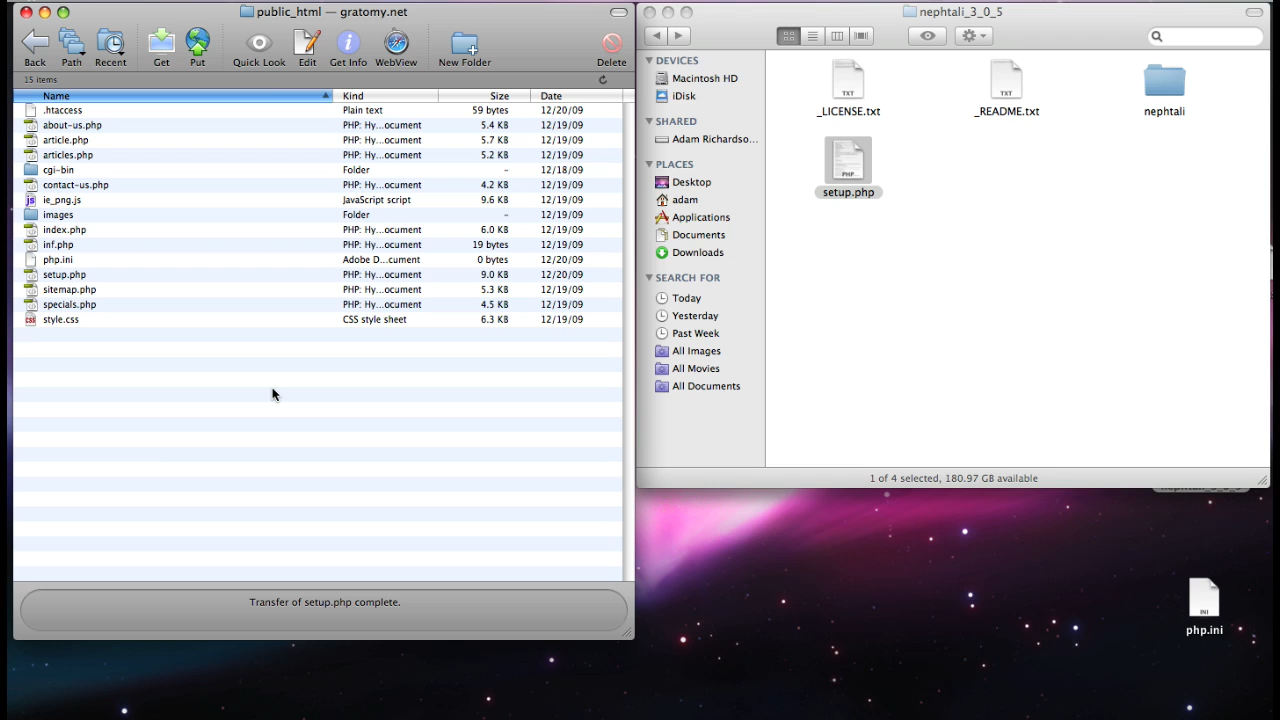 public_html — gratomy.net
Back Path Recent Get Put Quick Look Edit Get Info WebView New Folder Delete
15 items
Name Kind Size Date
.htaccess Plain text 59 bytes 12/20/09
about-us.php PHP: Hy...ocument 5.4 KB 12/19/09
article.php PHP: Hy...ocument 5.7 KB 12/19/09
articles.php PHP: Hy...ocument 5.2 KB 12/19/09
cgi-bin Folder – 12/18/09
contact-us.php PHP: Hy...ocument 4.2 KB 12/19/09
ie_png.js JavaScript script 9.6 KB 12/19/09
images Folder – 12/19/09
index.php PHP: Hy...ocument 6.0 KB 12/19/09
inf.php PHP: Hy...ocument 19 bytes 12/19/09
php.ini Adobe D...cument 0 bytes 12/20/09
setup.php PHP: Hy...ocument 9.0 KB 12/20/09
sitemap.php PHP: Hy...ocument 5.3 KB 12/19/09
specials.php PHP: Hy...ocument 4.5 KB 12/19/09
style.css CSS style sheet 6.3 KB 12/19/09
Transfer of setup.php complete.
nephtali_3_0_5
DEVICES
Macintosh HD
iDisk
SHARED
Adam Richardso...
PLACES
Desktop
adam
Applications
Documents
Downloads
SEARCH FOR
Today
Yesterday
Past Week
All Images
All Movies
All Documents
TXT TXT
_LICENSE.txt _README.txt nephtali
PHP
setup.php
1 of 4 selected, 180.97 GB available
INI
php.ini